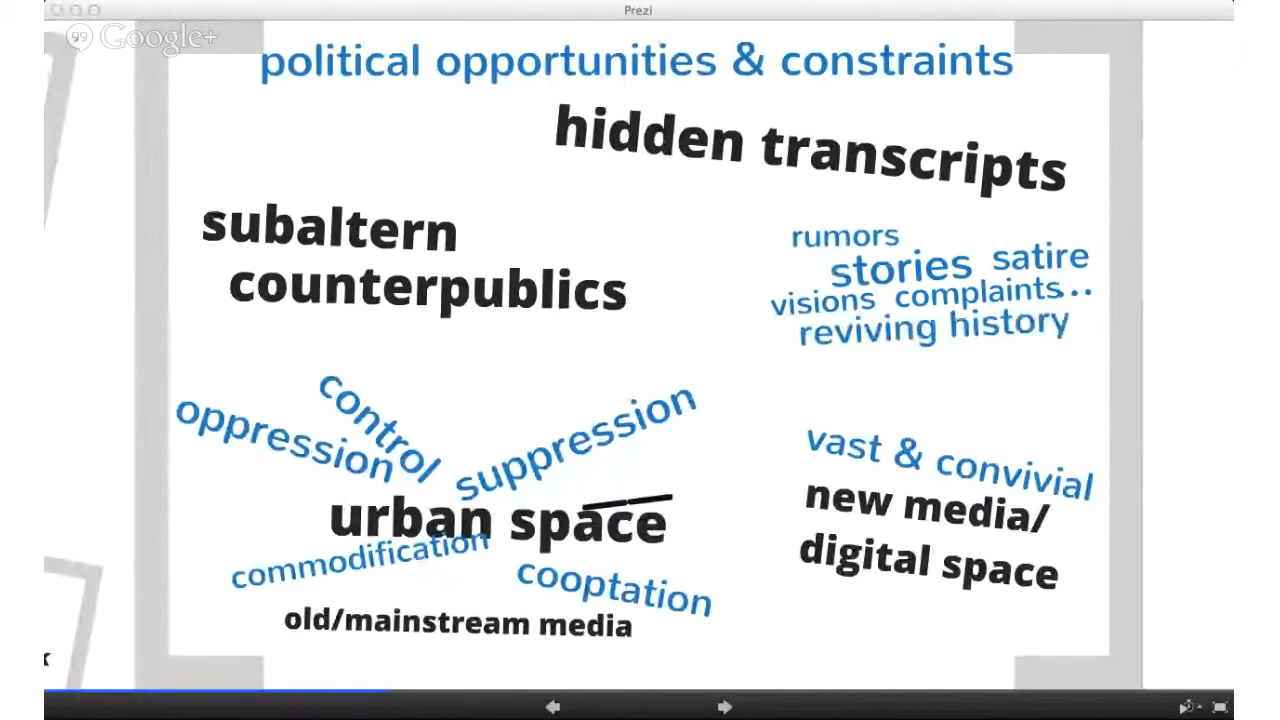 Prezi
Google+
political opportunities & constraints
hidden transcripts
subaltern
counterpublics
rumors
stories satire
visions complaints...
reviving history
control
oppression
suppression
urban space
commodification
cooptation
old/mainstream media
vast & convivial
new media/
digital space